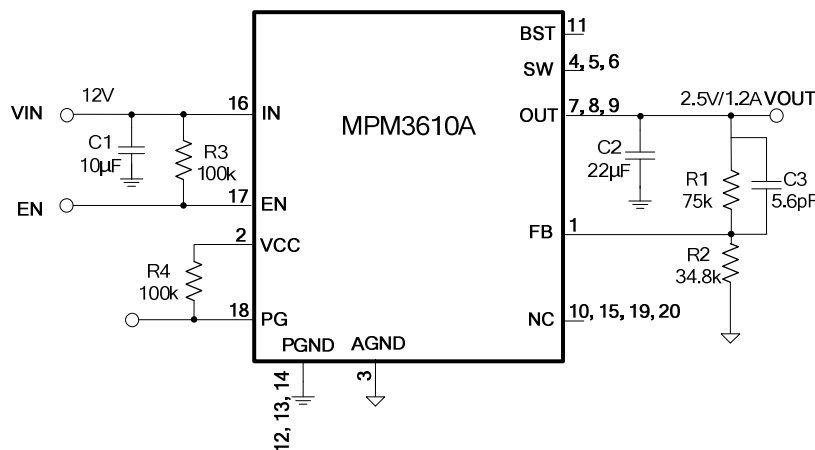 BST
11
SW
4, 5, 6
VIN
12V
16
IN
OUT
7, 8, 9
2.5V/1.2A VOUT
MPM3610A
C1
10µF
R3
100k
C2
22µF
R1
75k
C3
5.6pF
EN
17
EN
FB
1
2
VCC
R2
34.8k
R4
100k
18
PG
NC
10, 15, 19, 20
PGND
AGND
12, 13, 14
3